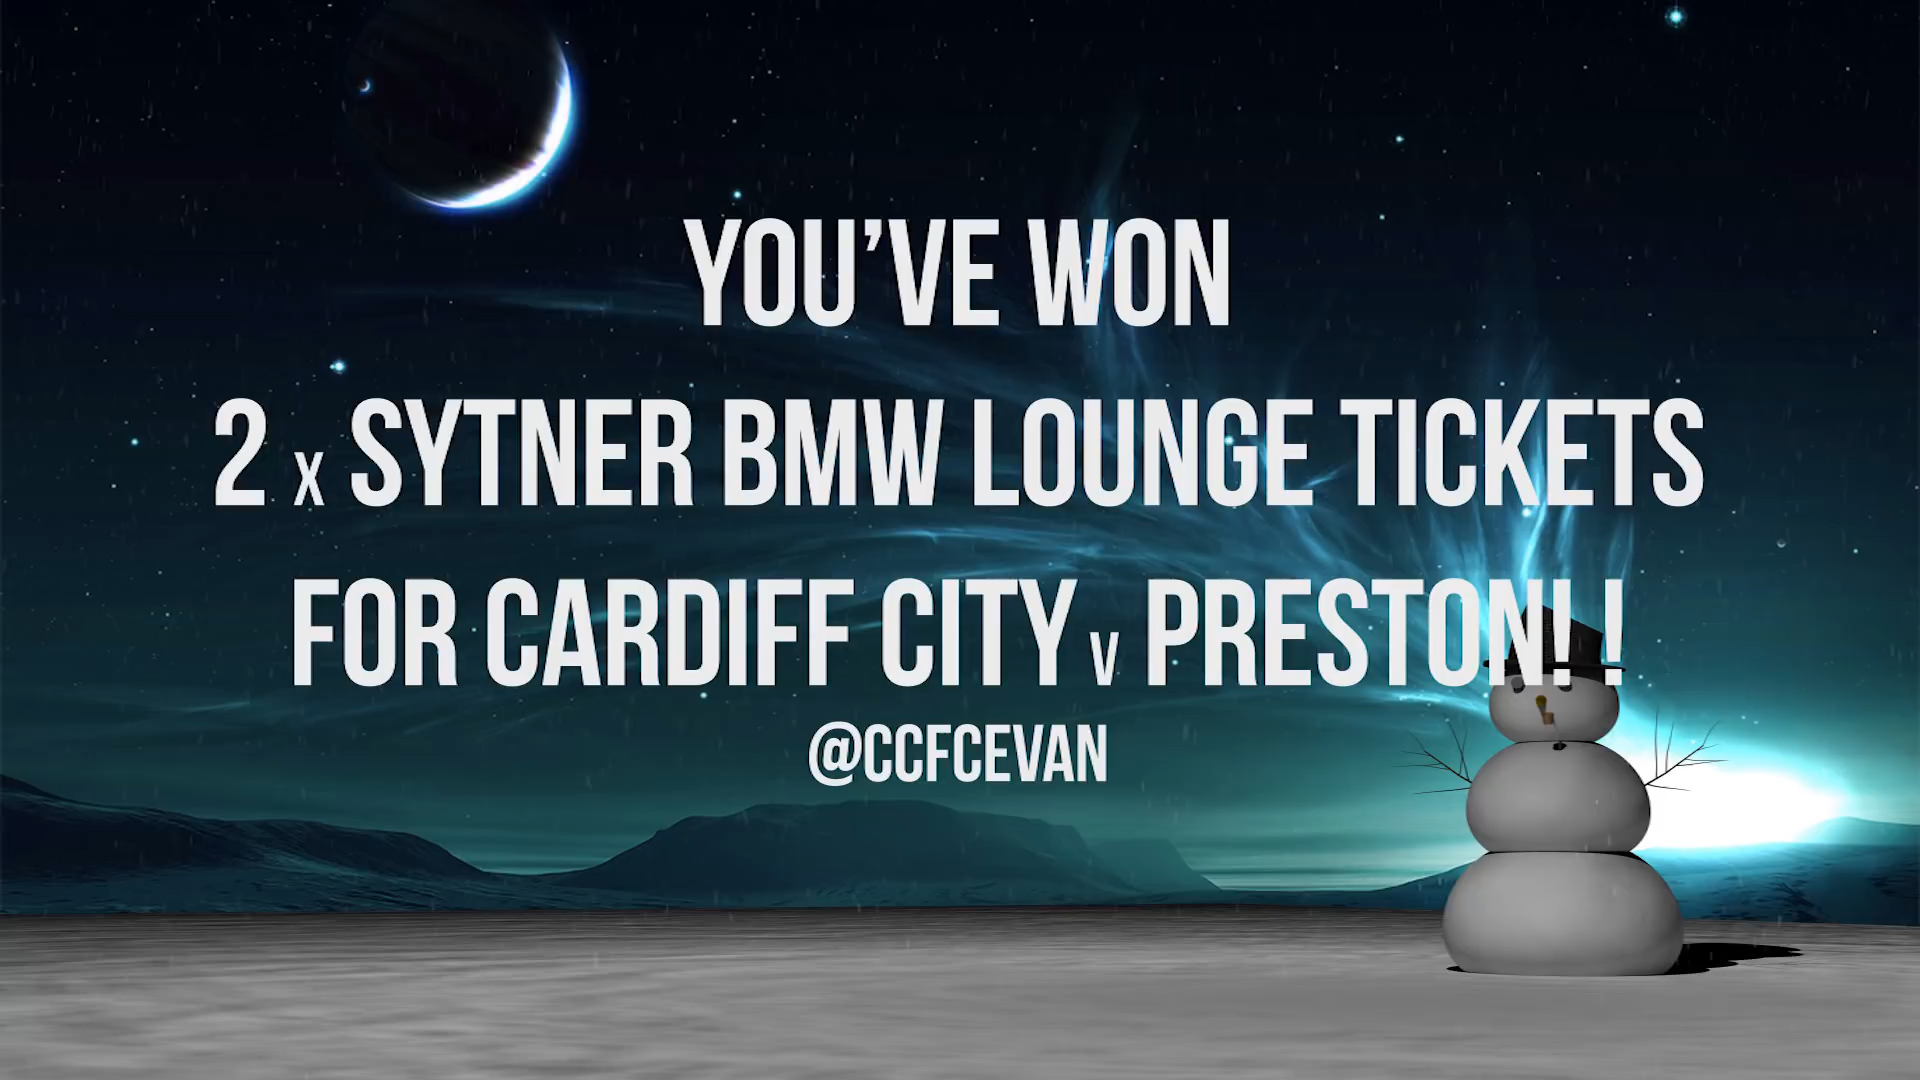 YOU'VE WON
2 x SYTNER BMW LOUNGE TICKETS
FOR CARDIFF CITY V PRESTON! !
@CCFCEVAN